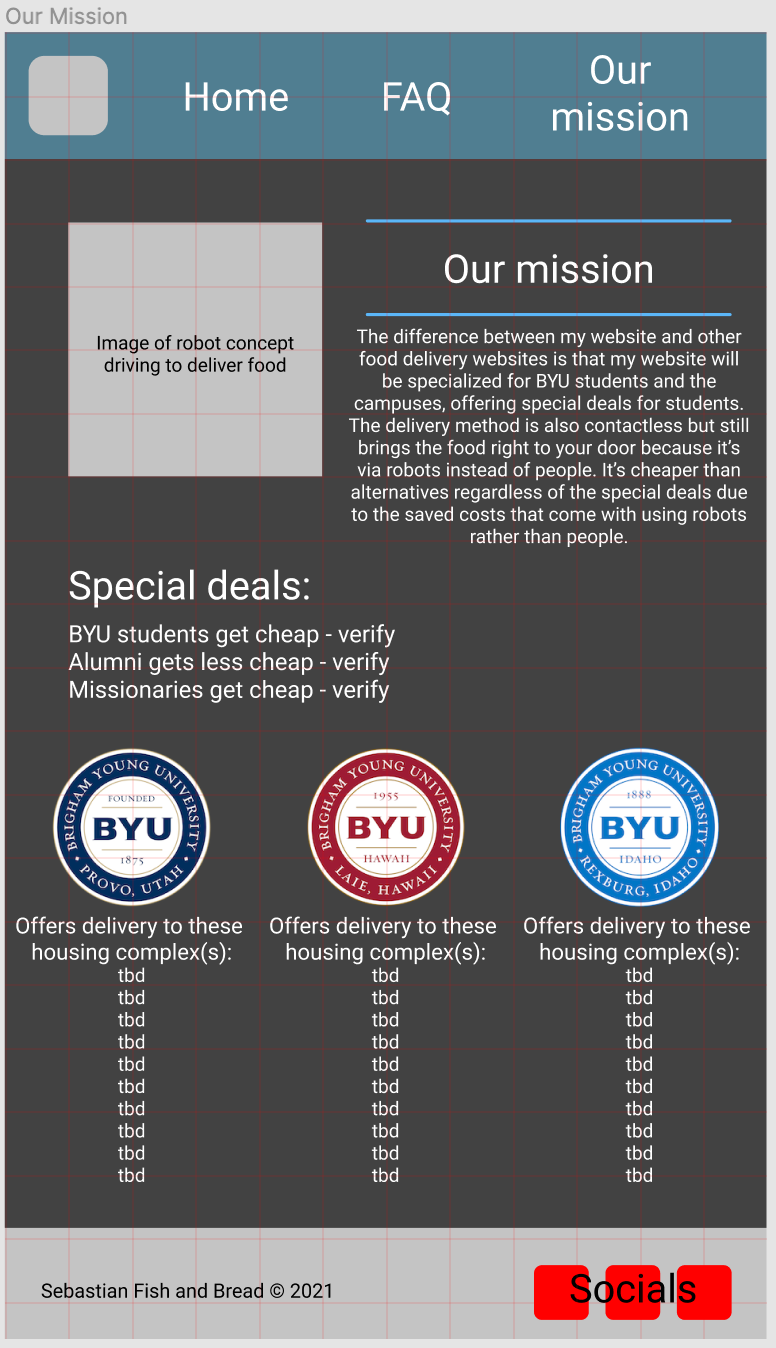 Our Mission
Home
FAQ
Our
mission
Image of robot concept
driving to deliver food
Our mission
The difference between my website and other
food delivery websites is that my website will
be specialized for BYU students and the
campuses, offering special deals for students.
The delivery method is also contactless but still
brings the food right to your door because it’s
via robots instead of people. It’s cheaper than
alternatives regardless of the special deals due
to the saved costs that come with using robots
rather than people.
Special deals:
BYU students get cheap - verify
Alumni gets less cheap - verify
Missionaries get cheap - verify
BRIGHAM YOUNG UNIVERSITY
FOUNDED
BYU
1875
PROVO, UTAH
BRIGHAM YOUNG UNIVERSITY
1955
BYU
HAWAII
LAIE, HAWAII
BRIGHAM YOUNG UNIVERSITY
1888
BYU
IDAHO
REXBURG, IDAHO
Offers delivery to these
housing complex(s):
tbd
tbd
tbd
tbd
tbd
tbd
tbd
tbd
tbd
tbd
Offers delivery to these
housing complex(s):
tbd
tbd
tbd
tbd
tbd
tbd
tbd
tbd
tbd
tbd
Offers delivery to these
housing complex(s):
tbd
tbd
tbd
tbd
tbd
tbd
tbd
tbd
tbd
tbd
Sebastian Fish and Bread © 2021
Socials